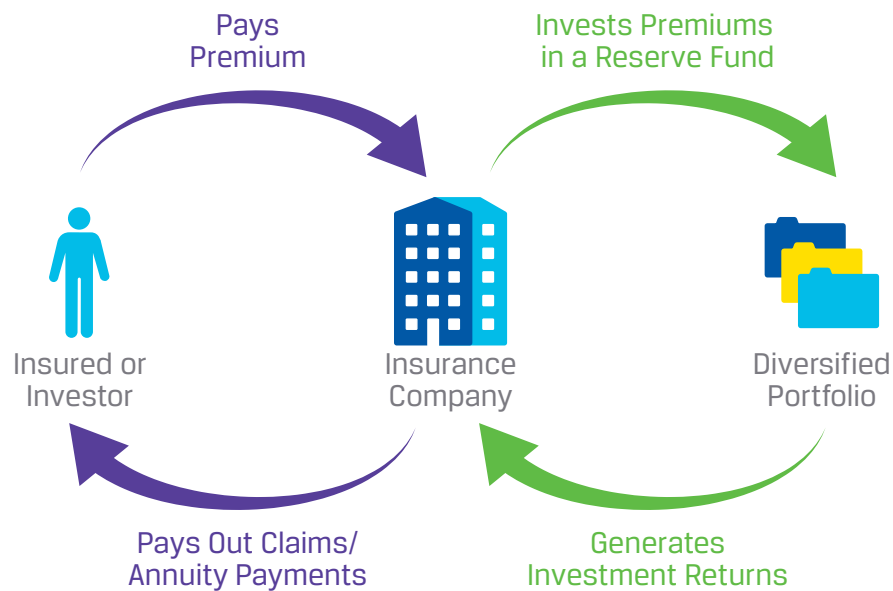 Pays
Premium
Invests Premiums
in a Reserve Fund
Insured or
Investor
Insurance
Company
Diversified
Portfolio
Pays Out Claims/
Annuity Payments
Generates
Investment Returns